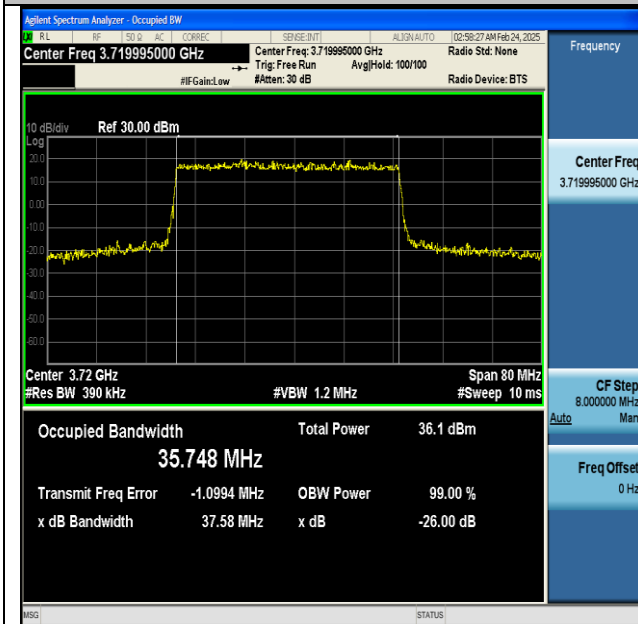 Agilent Spectrum Analyzer - Occupied BW
RL RF 50 Ω AC CORREC SENSE:INT ALIGN AUTO 02:58:27 AM Feb 24, 2025
Center Freq 3.719995000 GHz
Center Freq: 3.719995000 GHz Radio Std: None
Trig: Free Run Avg|Hold: 100/100
#IFGain:Low #Atten: 30 dB Radio Device: BTS
10 dB/div Ref 30.00 dBm
Log
20.0
10.0
0.00
-10.0
-20.0
-30.0
-40.0
-50.0
-60.0
Center 3.72 GHz Span 80 MHz
#Res BW 390 kHz #VBW 1.2 MHz #Sweep 10 ms
Occupied Bandwidth Total Power 36.1 dBm
35.748 MHz
Transmit Freq Error -1.0994 MHz OBW Power 99.00 %
x dB Bandwidth 37.58 MHz x dB -26.00 dB
MSG STATUS
Frequency
Center Freq
3.719995000 GHz
CF Step
8.000000 MHz
Auto Man
Freq Offset
0 Hz